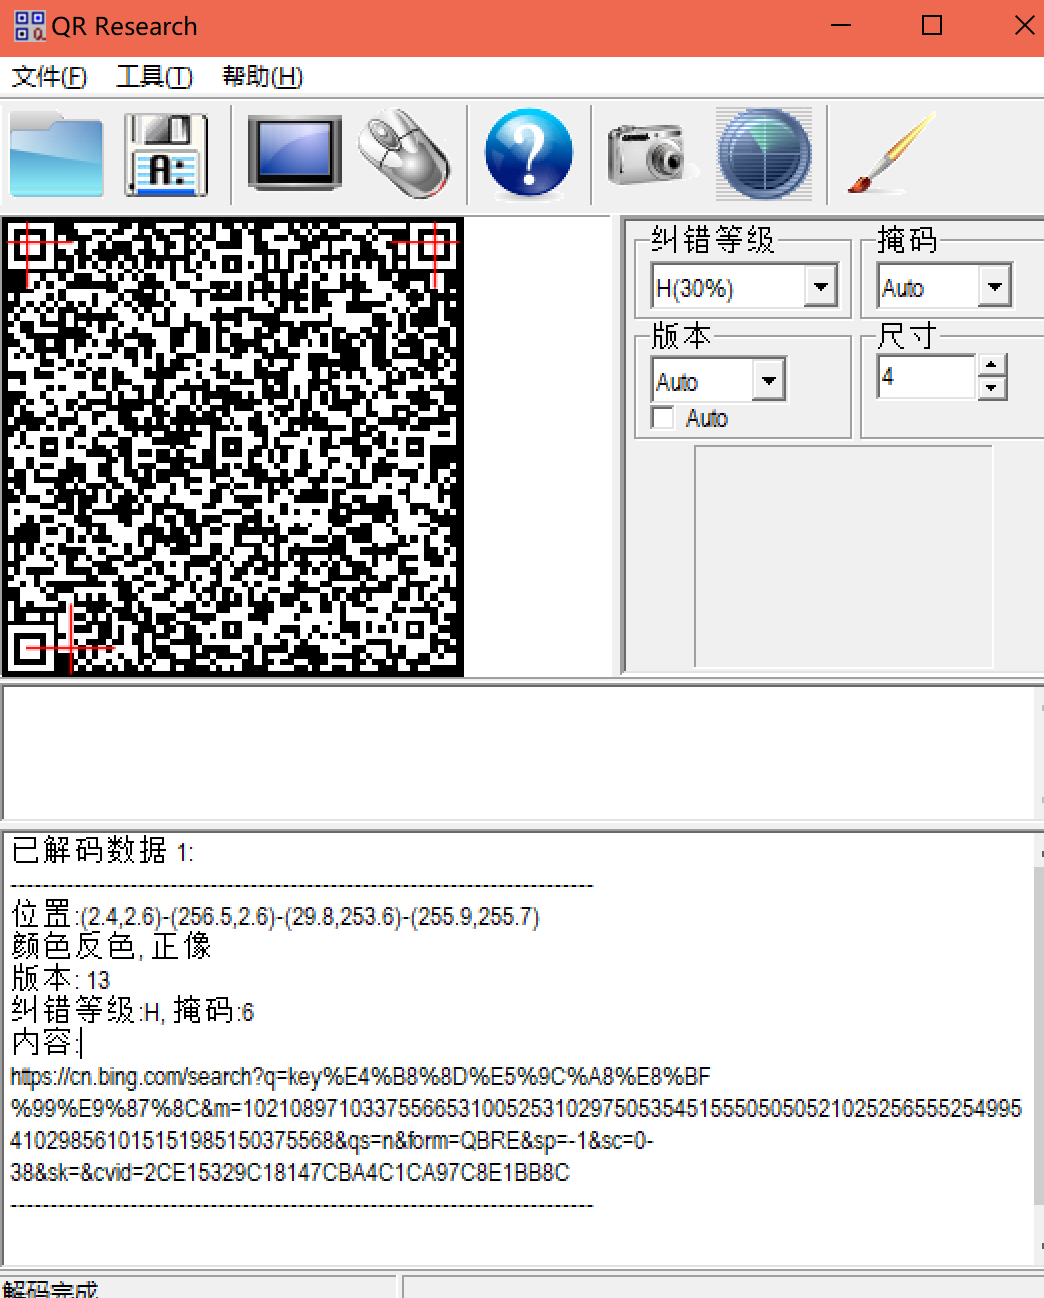 QR Research
文件(F) 工具(T) 帮助(H)
A:
纠错等级
掩码
H(30%)
Auto
版本
尺寸
Auto
4
Auto
已解码数据 1:
---------------------------------------------------------------------------
位置:(2.4,2.6)-(256.5,2.6)-(29.8,253.6)-(255.9,255.7)
颜色反色, 正像
版本: 13
纠错等级:H, 掩码:6
内容:
https://cn.bing.com/search?q=key%E4%B8%8D%E5%9C%A8%E8%BF
%99%E9%87%8C&m=10210897103375566531005253102975053545155505050521025256555254995
4102985610151519851503755568&qs=n&form=QBRE&sp=-1&sc=0-
38&sk=&cvid=2CE15329C18147CBA4C1CA97C8E1BB8C
---------------------------------------------------------------------------
解码完成